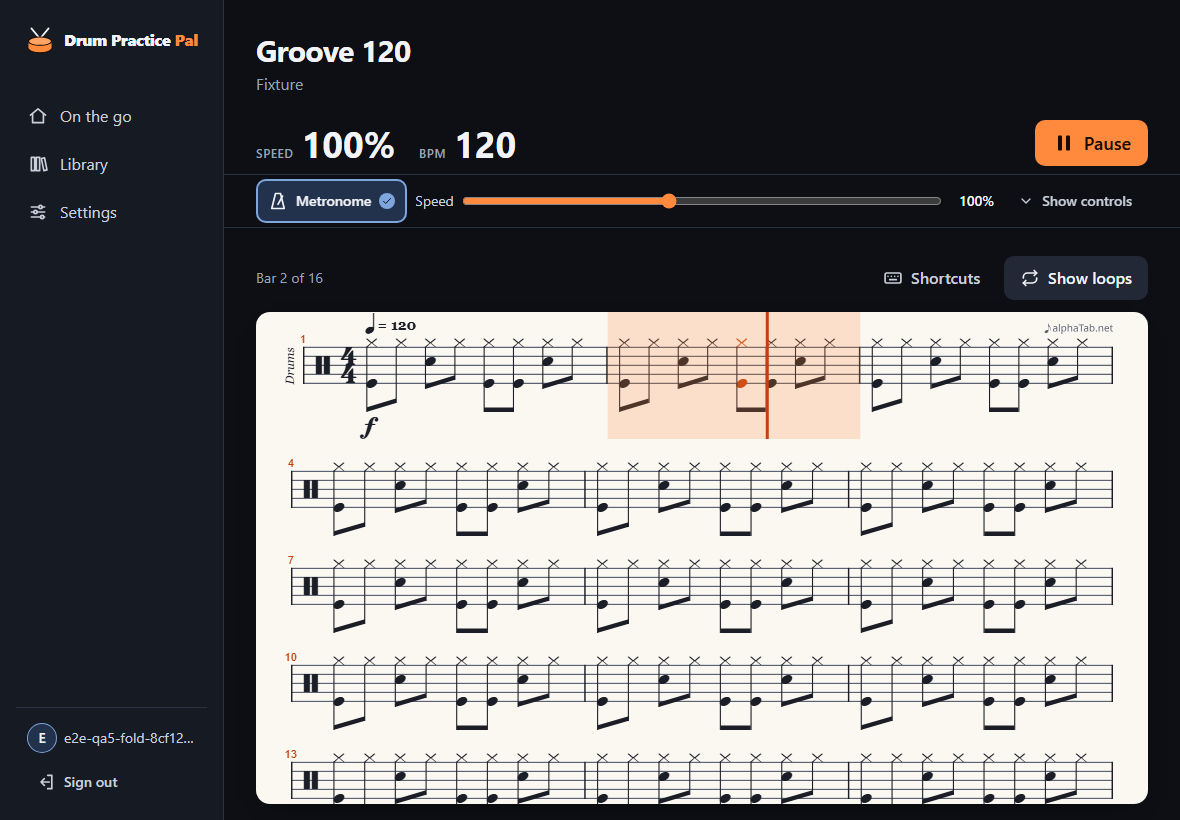 Drum Practice Pal
On the go
Library
Settings
e2e-qa5-fold-8cf12...
E
Sign out
Groove 120
Fixture
SPEED 100% BPM 120
Pause
Metronome
Speed
100%
Show controls
Bar 2 of 16
Shortcuts
Show loops
= 120
alphaTab.net
1
Drums
4
4
f
4
7
10
13